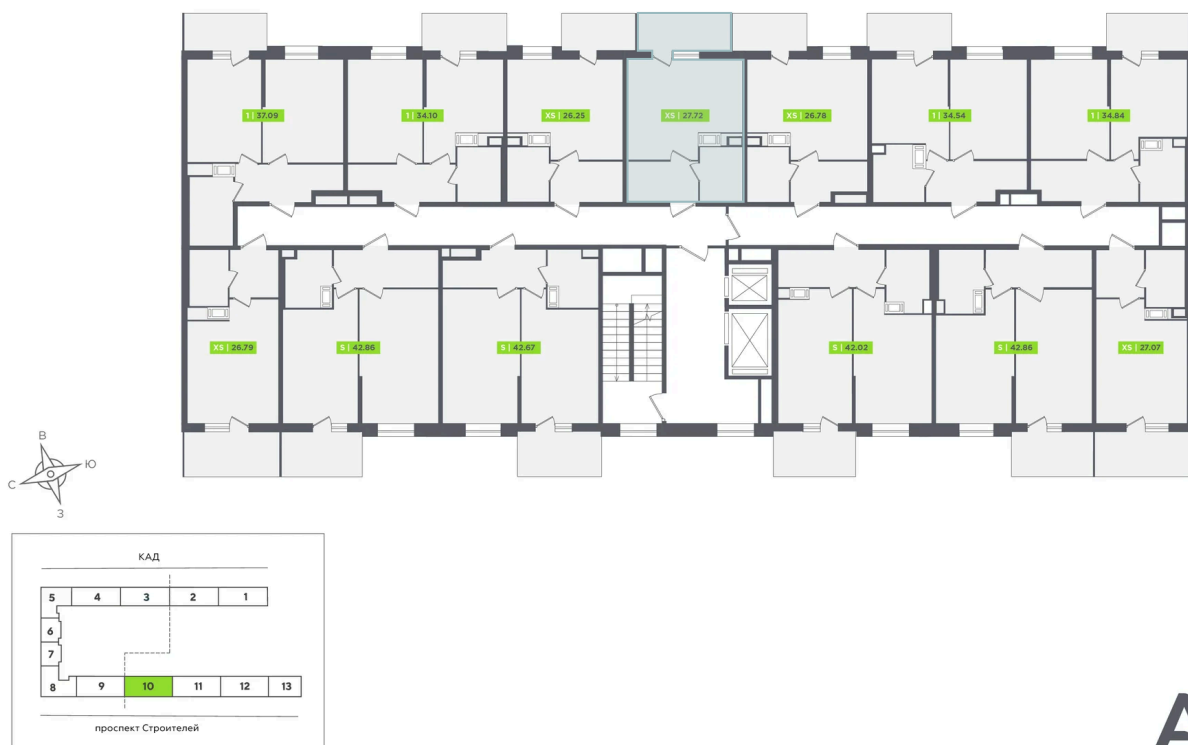 1 | 37.09
1 | 34.10
XS | 26.25
XS | 27.72
XS | 26.78
1 | 34.54
1 | 34.84
XS | 26.79
S | 42.86
S | 42.67
S | 42.02
S | 42.86
XS | 27.07
В
Ю
С
З
КАД
5 4 3 2 1
6
7
8 9 10 11 12 13
проспект Строителей